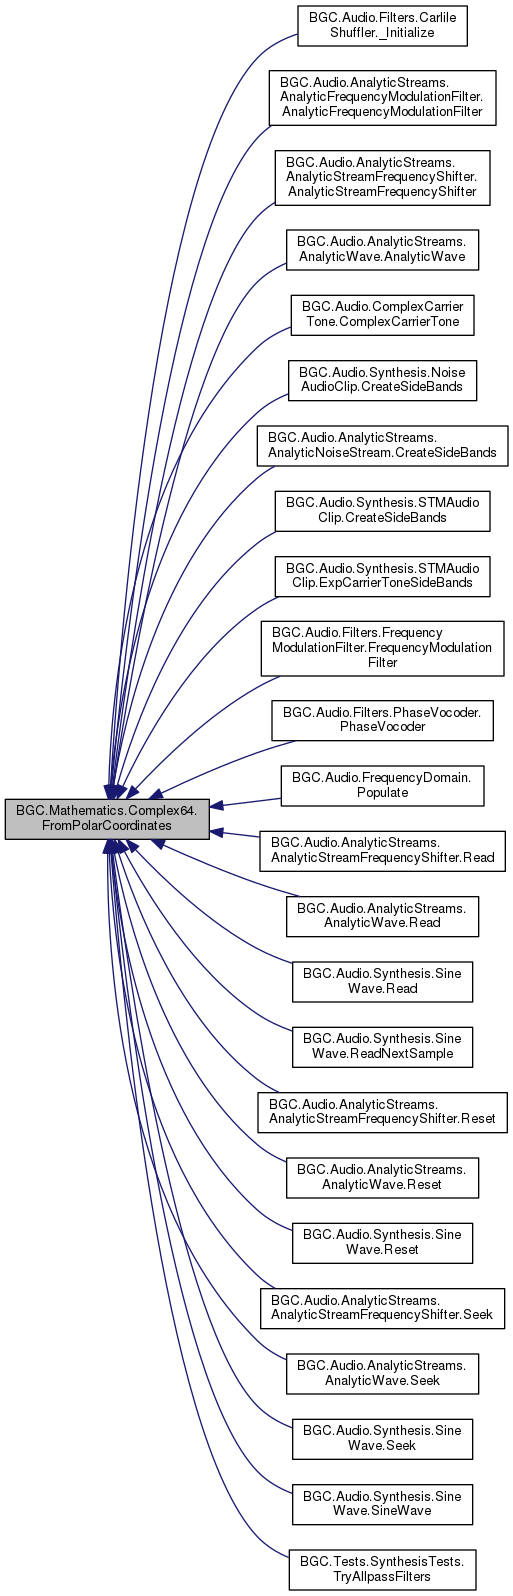 BGC.Audio.Filters.Carlile
Shuffler._Initialize
BGC.Audio.AnalyticStreams.
AnalyticFrequencyModulationFilter.
AnalyticFrequencyModulationFilter
BGC.Audio.AnalyticStreams.
AnalyticStreamFrequencyShifter.
AnalyticStreamFrequencyShifter
BGC.Audio.AnalyticStreams.
AnalyticWave.AnalyticWave
BGC.Audio.ComplexCarrier
Tone.ComplexCarrierTone
BGC.Audio.Synthesis.Noise
AudioClip.CreateSideBands
BGC.Audio.AnalyticStreams.
AnalyticNoiseStream.CreateSideBands
BGC.Audio.Synthesis.STMAudio
Clip.CreateSideBands
BGC.Audio.Synthesis.STMAudio
Clip.ExpCarrierToneSideBands
BGC.Audio.Filters.Frequency
ModulationFilter.FrequencyModulation
Filter
BGC.Audio.Filters.PhaseVocoder.
PhaseVocoder
BGC.Audio.FrequencyDomain.
Populate
BGC.Mathematics.Complex64.
FromPolarCoordinates
BGC.Audio.AnalyticStreams.
AnalyticStreamFrequencyShifter.Read
BGC.Audio.AnalyticStreams.
AnalyticWave.Read
BGC.Audio.Synthesis.Sine
Wave.Read
BGC.Audio.Synthesis.Sine
Wave.ReadNextSample
BGC.Audio.AnalyticStreams.
AnalyticStreamFrequencyShifter.Reset
BGC.Audio.AnalyticStreams.
AnalyticWave.Reset
BGC.Audio.Synthesis.Sine
Wave.Reset
BGC.Audio.AnalyticStreams.
AnalyticStreamFrequencyShifter.Seek
BGC.Audio.AnalyticStreams.
AnalyticWave.Seek
BGC.Audio.Synthesis.Sine
Wave.Seek
BGC.Audio.Synthesis.Sine
Wave.SineWave
BGC.Tests.SynthesisTests.
TryAllpassFilters